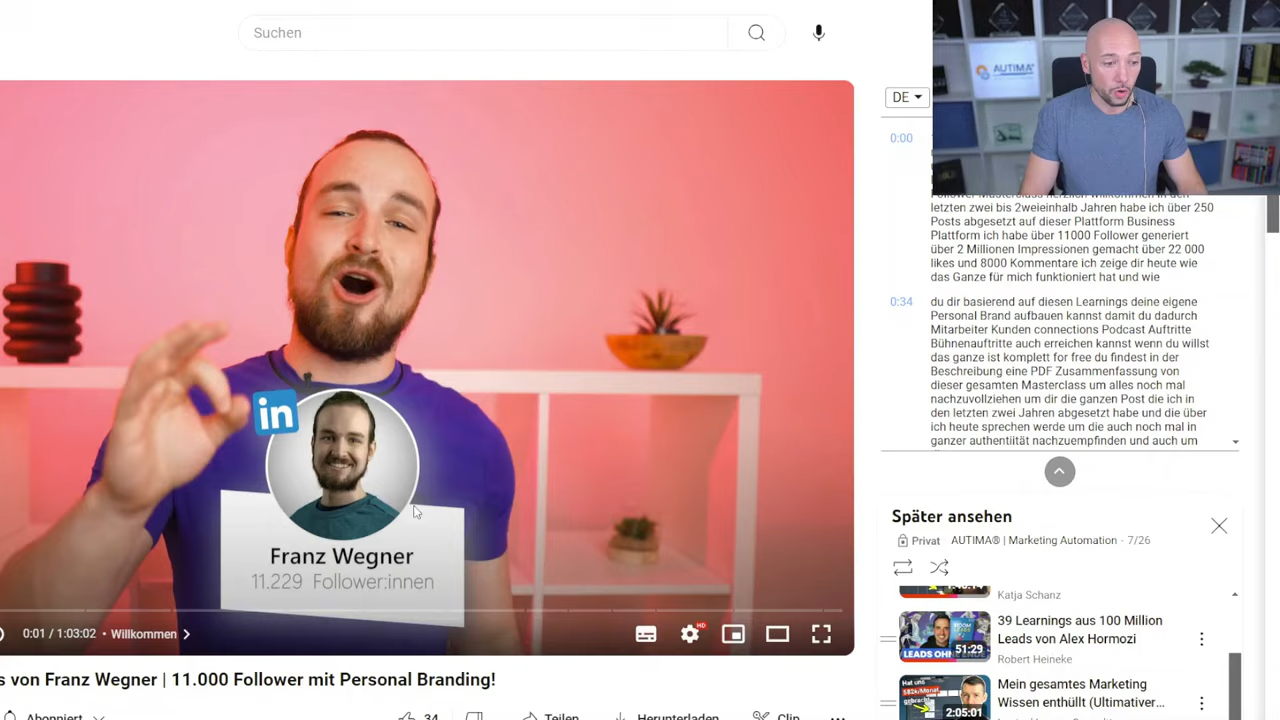 Suchen
AUTIMA
DE
0:00
letzten zwei bis 2weieinhalb Jahren habe ich über 250
Posts abgesetzt auf dieser Plattform Business
Plattform ich habe über 11000 Follower generiert
über 2 Millionen Impressionen gemacht über 22 000
likes und 8000 Kommentare ich zeige dir heute wie
das Ganze für mich funktioniert hat und wie
0:34
du dir basierend auf diesen Learnings deine eigene
Personal Brand aufbauen kannst damit du dadurch
Mitarbeiter Kunden connections Podcast Auftritte
Bühnenauftritte auch erreichen kannst wenn du willst
das ganze ist komplett for free du findest in der
Beschreibung eine PDF Zusammenfassung von
dieser gesamten Masterclass um alles noch mal
nachzuvollziehen um dir die ganzen Post die ich in
den letzten zwei Jahren abgesetzt habe und die über
ich heute sprechen werde um die auch noch mal in
ganzer authentiität nachzuempfinden und auch um
in
Franz Wegner
11.229 Follower:innen
0:01 / 1:03:02 • Willkommen
HD
s von Franz Wegner | 11.000 Follower mit Personal Branding!
Abonniert
34
Teilen
Herunterladen
Clip
Später ansehen
Privat AUTIMA® | Marketing Automation - 7/26
Katja Schanz
39 Learnings aus 100 Million
Leads von Alex Hormozi
51:29
Robert Heineke
Mein gesamtes Marketing
Wissen enthüllt (Ultimativer...
Hat uns
2:05:01